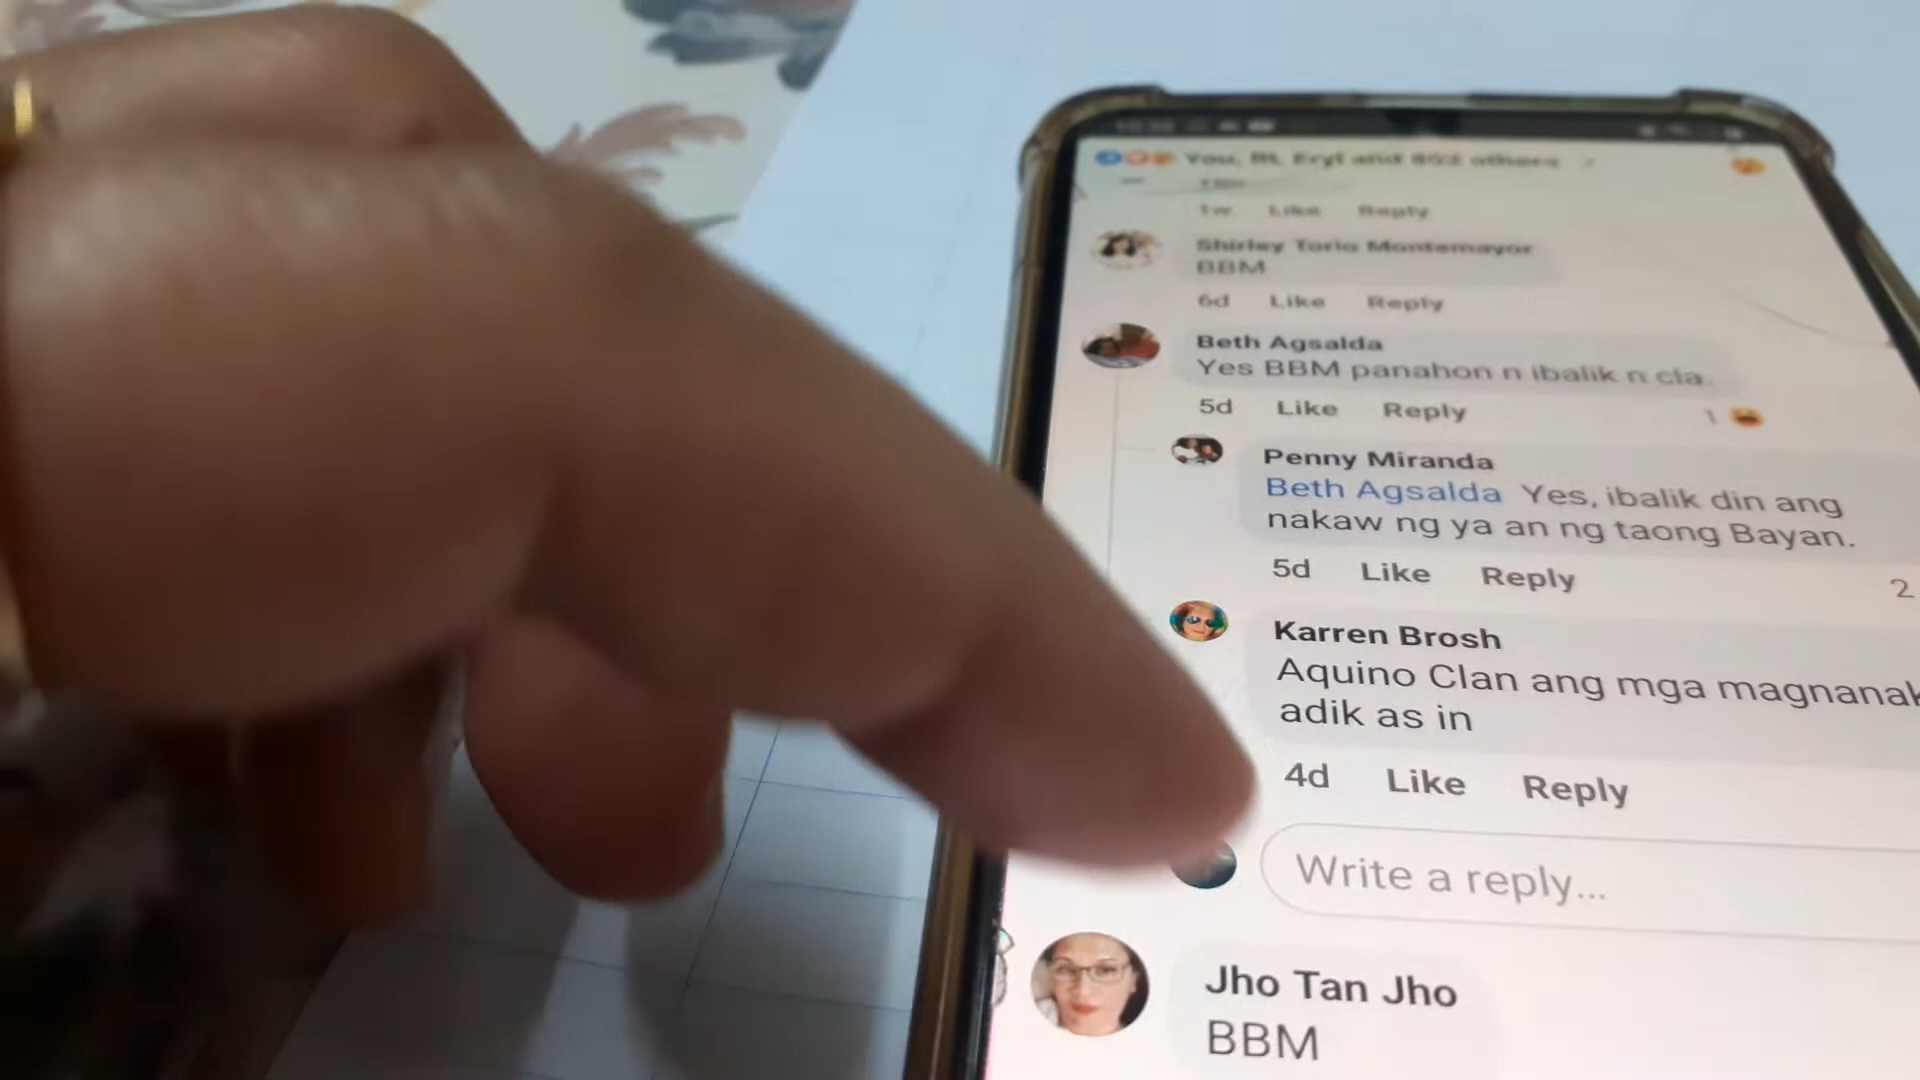 You, RL Eryl and 852 others
1w Like Reply
Shirley Torio Montemayor
BBM
6d Like Reply
Beth Agsalda
Yes BBM panahon n ibalik n cla.
5d Like Reply 1
Penny Miranda
Beth Agsalda Yes, ibalik din ang
nakaw ng ya an ng taong Bayan.
5d Like Reply 2
Karren Brosh
Aquino Clan ang mga magnanak
adik as in
4d Like Reply
Write a reply...
Jho Tan Jho
BBM